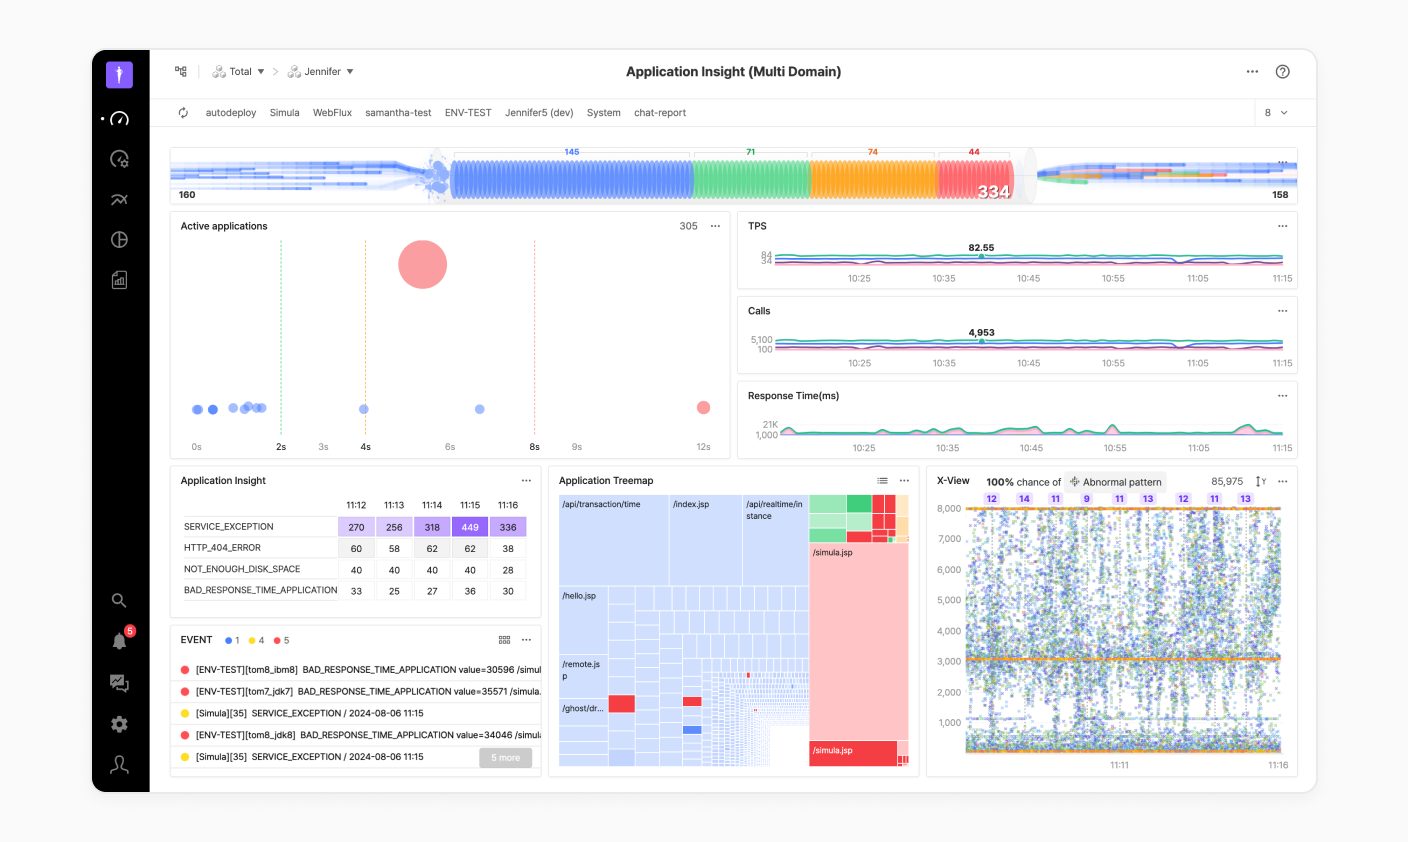 Total Jennifer Application Insight (Multi Domain)
autodeploy Simula WebFlux samantha-test ENV-TEST Jennifer5 (dev) System chat-report 8
145 71 74 44
334
160 158
Active applications 305
0s 2s 3s 4s 6s 8s 9s 12s
TPS
82.55
84
34
10:25 10:35 10:45 10:55 11:05 11:15
Calls
4,953
5,100
100
10:25 10:35 10:45 10:55 11:05 11:15
Response Time(ms)
21K
1,000
10:25 10:35 10:45 10:55 11:05 11:15
Application Insight
11:12 11:13 11:14 11:15 11:16
SERVICE_EXCEPTION 270 256 318 449 336
HTTP_404_ERROR 60 58 62 62 38
NOT_ENOUGH_DISK_SPACE 40 40 40 40 28
BAD_RESPONSE_TIME_APPLICATION 33 25 27 36 30
5
EVENT 1 4 5
[ENV-TEST][tom8_ibm8] BAD_RESPONSE_TIME_APPLICATION value=30596 /simul
[ENV-TEST][tom7_jdk7] BAD_RESPONSE_TIME_APPLICATION value=35571 /simula.
[Simula][35] SERVICE_EXCEPTION / 2024-08-06 11:15
[ENV-TEST][tom8_jdk8] BAD_RESPONSE_TIME_APPLICATION value=34046 /simula
[Simula][35] SERVICE_EXCEPTION / 2024-08-06 11:15
5 more
Application Treemap
/api/transaction/time /index.jsp /api/realtime/in
stance
/simula.jsp
/hello.jsp
/remote.js
p
/ghost/dr...
/simula.jsp
X-View 100% chance of Abnormal pattern 85,975 Y
12 14 11 9 11 13 12 11 13
8,000
7,000
6,000
5,000
4,000
3,000
2,000
1,000
11:11 11:16